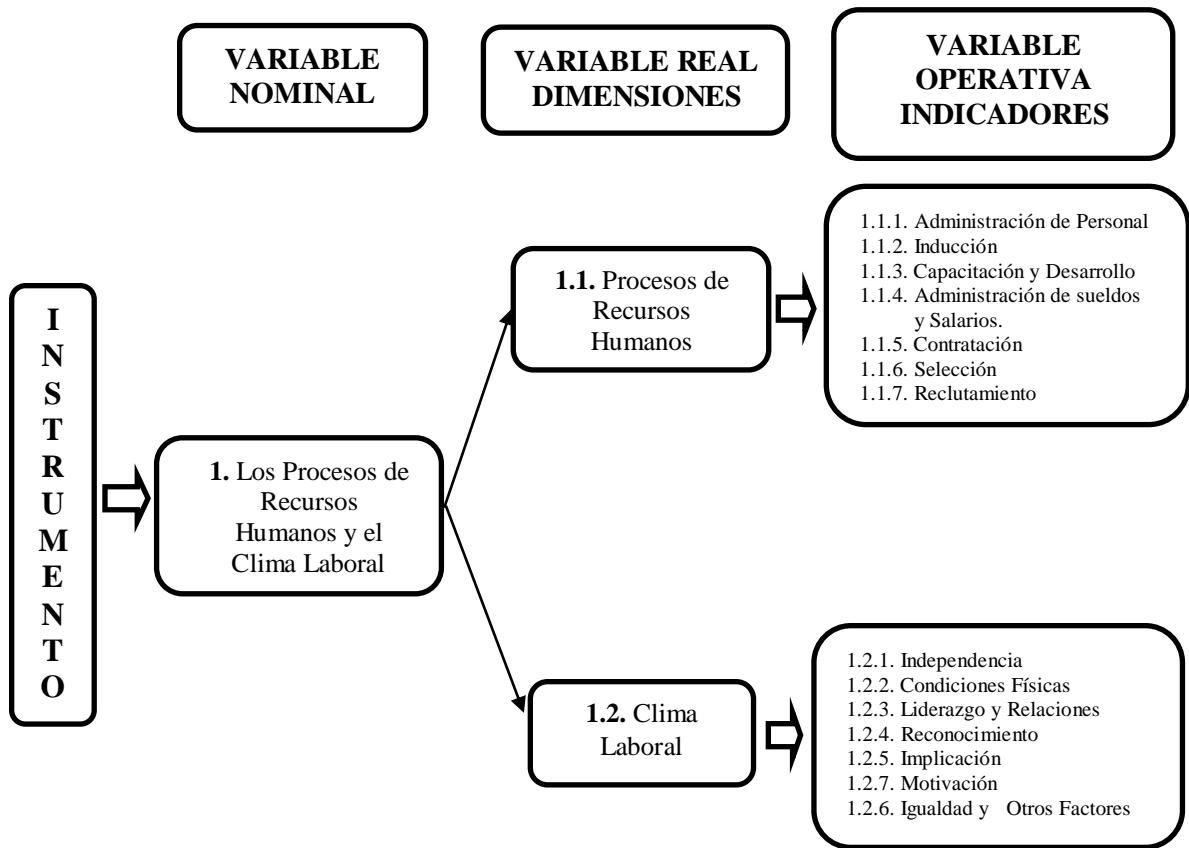 VARIABLE
NOMINAL
VARIABLE REAL
DIMENSIONES
VARIABLE
OPERATIVA
INDICADORES
I
N
S
T
R
U
M
E
N
T
O
1. Los Procesos de
Recursos
Humanos y el
Clima Laboral
1.1. Procesos de
Recursos
Humanos
1.1.1. Administración de Personal
1.1.2. Inducción
1.1.3. Capacitación y Desarrollo
1.1.4. Administración de sueldos
y Salarios.
1.1.5. Contratación
1.1.6. Selección
1.1.7. Reclutamiento
1.2. Clima
Laboral
1.2.1. Independencia
1.2.2. Condiciones Físicas
1.2.3. Liderazgo y Relaciones
1.2.4. Reconocimiento
1.2.5. Implicación
1.2.7. Motivación
1.2.6. Igualdad y Otros Factores